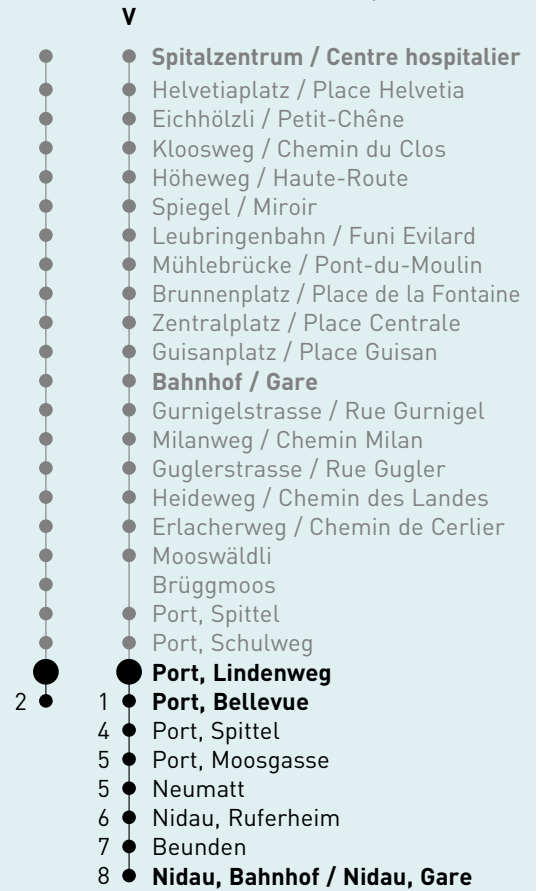 V
Spitalzentrum / Centre hospitalier
Helvetiaplatz / Place Helvetia
Eichhölzli / Petit-Chêne
Kloosweg / Chemin du Clos
Höheweg / Haute-Route
Spiegel / Miroir
Leubringenbahn / Funi Evilard
Mühlebrücke / Pont-du-Moulin
Brunnenplatz / Place de la Fontaine
Zentralplatz / Place Centrale
Guisanplatz / Place Guisan
Bahnhof / Gare
Gurnigelstrasse / Rue Gurnigel
Milanweg / Chemin Milan
Guglerstrasse / Rue Gugler
Heideweg / Chemin des Landes
Erlacherweg / Chemin de Cerlier
Mooswäldli
Brüggmoos
Port, Spittel
Port, Schulweg
Port, Lindenweg
2 1 Port, Bellevue
4 Port, Spittel
5 Port, Moosgasse
5 Neumatt
6 Nidau, Ruferheim
7 Beunden
8 Nidau, Bahnhof / Nidau, Gare